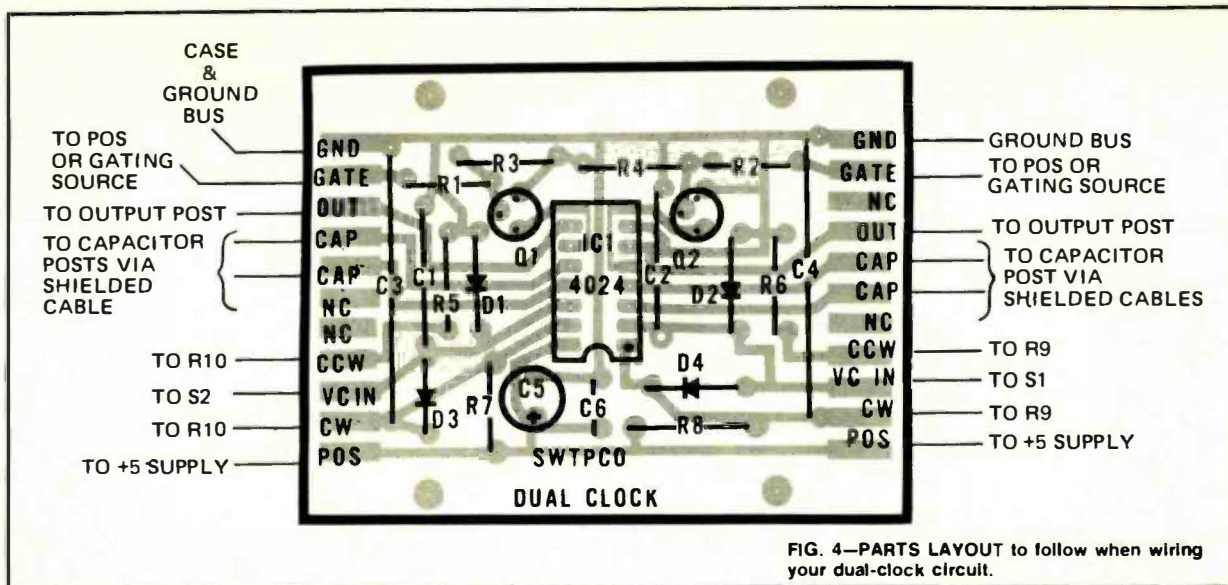 CASE
&
GROUND
BUS
TO POS
OR GATING
SOURCE
TO OUTPUT POST
TO CAPACITOR
POSTS VIA
SHIELDED
CABLE
TO R10
TO S2
TO R10
TO +5 SUPPLY
GND
GATE
OUT
CAP
CAP
NC
NC
CCW
VC IN
CW
POS
R3
R4
R2
R1
Q1
IC1
4024
Q2
C3
C1
R5
D1
C2
D2
R6
C4
D3
R7
C5
C6
D4
R8
SWTPCO
DUAL CLOCK
GND
GATE
NC
OUT
CAP
CAP
NC
CCW
VC IN
CW
POS
GROUND BUS
TO POS OR
GATING SOURCE
TO OUTPUT POST
TO CAPACITOR
POST VIA
SHIELDED CABLES
TO R9
TO S1
TO R9
TO +5 SUPPLY
FIG. 4—PARTS LAYOUT to follow when wiring
your dual-clock circuit.